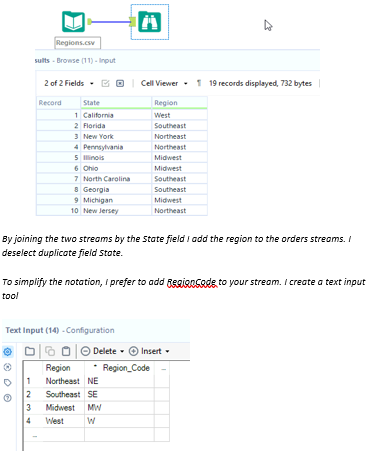 Regions.csv
sults - Browse (11) - Input
2 of 2 Fields Cell Viewer 19 records displayed, 732 bytes
Record State Region
1 California West
2 Florida Southeast
3 New York Northeast
4 Pennsylvania Northeast
5 Illinois Midwest
6 Ohio Midwest
7 North Carolina Southeast
8 Georgia Southeast
9 Michigan Midwest
10 New Jersey Northeast
By joining the two streams by the State field I add the region to the orders streams. I
deselect duplicate field State.
To simplify the notation, I prefer to add RegionCode to your stream. I create a text input
tool
Text Input (14) - Configuration
Delete Insert
Region * Region_Code ...
1 Northeast NE
2 Southeast SE
3 Midwest MW
4 West W
...